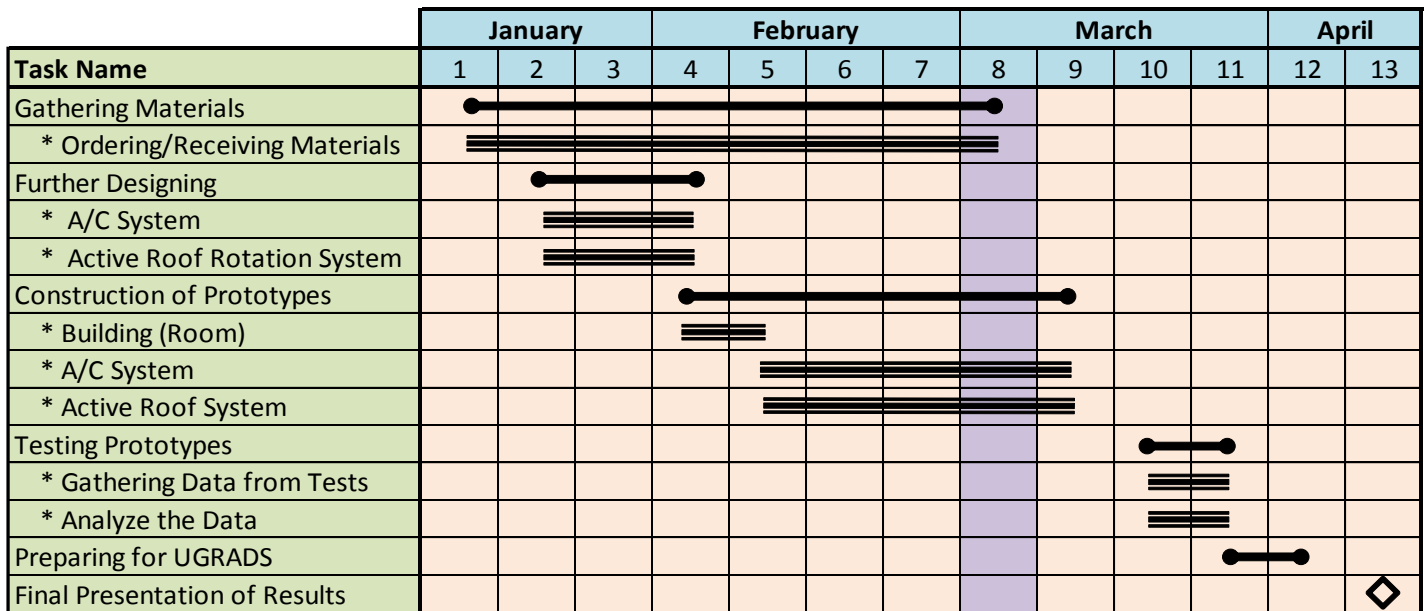 January February March April
Task Name 1 2 3 4 5 6 7 8 9 10 11 12 13
Gathering Materials
* Ordering/Receiving Materials
Further Designing
* A/C System
* Active Roof Rotation System
Construction of Prototypes
* Building (Room)
* A/C System
* Active Roof System
Testing Prototypes
* Gathering Data from Tests
* Analyze the Data
Preparing for UGRADS
Final Presentation of Results